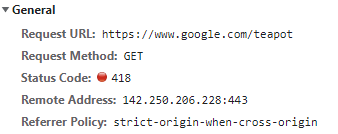 General
Request URL: https://www.google.com/teapot
Request Method: GET
Status Code: 418
Remote Address: 142.250.206.228:443
Referrer Policy: strict-origin-when-cross-origin